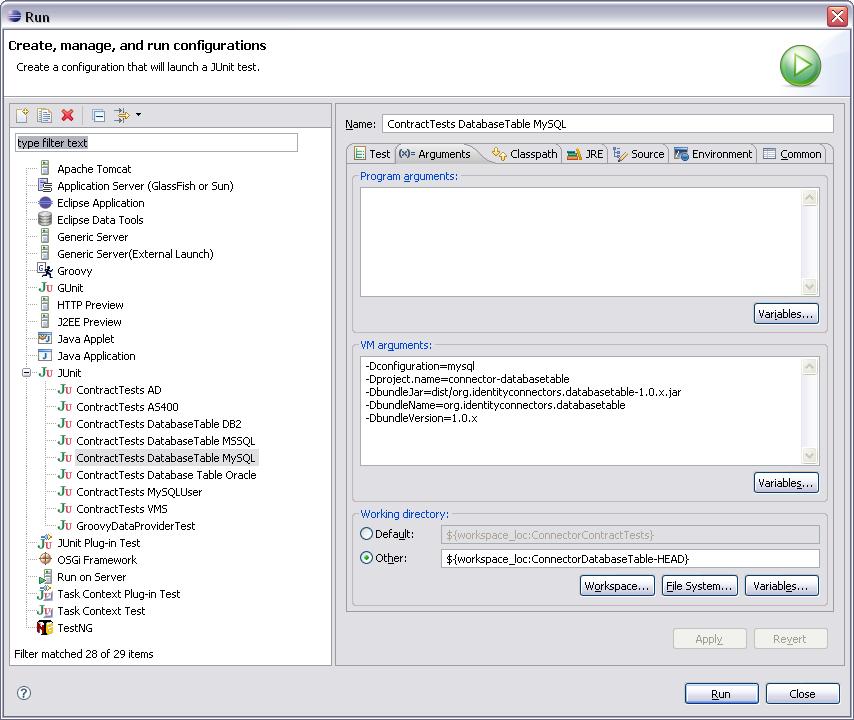 Run
Create, manage, and run configurations
Create a configuration that will launch a JUnit test.
type filter text
Apache Tomcat
Application Server (GlassFish or Sun)
Eclipse Application
Eclipse Data Tools
Generic Server
Generic Server(External Launch)
Groovy
GUnit
HTTP Preview
J2EE Preview
Java Applet
Java Application
JUnit
ContractTests AD
ContractTests AS400
ContractTests DatabaseTable DB2
ContractTests DatabaseTable MSSQL
ContractTests DatabaseTable MySQL
ContractTests Database Table Oracle
ContractTests MySQLUser
ContractTests VMS
GroovyDataProviderTest
JUnit Plug-in Test
OSGi Framework
Run on Server
Task Context Plug-in Test
Task Context Test
TestNG
Filter matched 28 of 29 items
Name: ContractTests DatabaseTable MySQL
Test (x)= Arguments Classpath JRE Source Environment Common
Program arguments:
Variables...
VM arguments:
-Dconfiguration=mysql
-Dproject.name=connector-databasetable
-DbundleJar=dist/org.identityconnectors.databasetable-1.0.x.jar
-DbundleName=org.identityconnectors.databasetable
-DbundleVersion=1.0.x
Variables...
Working directory:
Default: ${workspace_loc:ConnectorContractTests}
Other: ${workspace_loc:ConnectorDatabaseTable-HEAD}
Workspace... File System... Variables...
Apply Revert
? Run Close